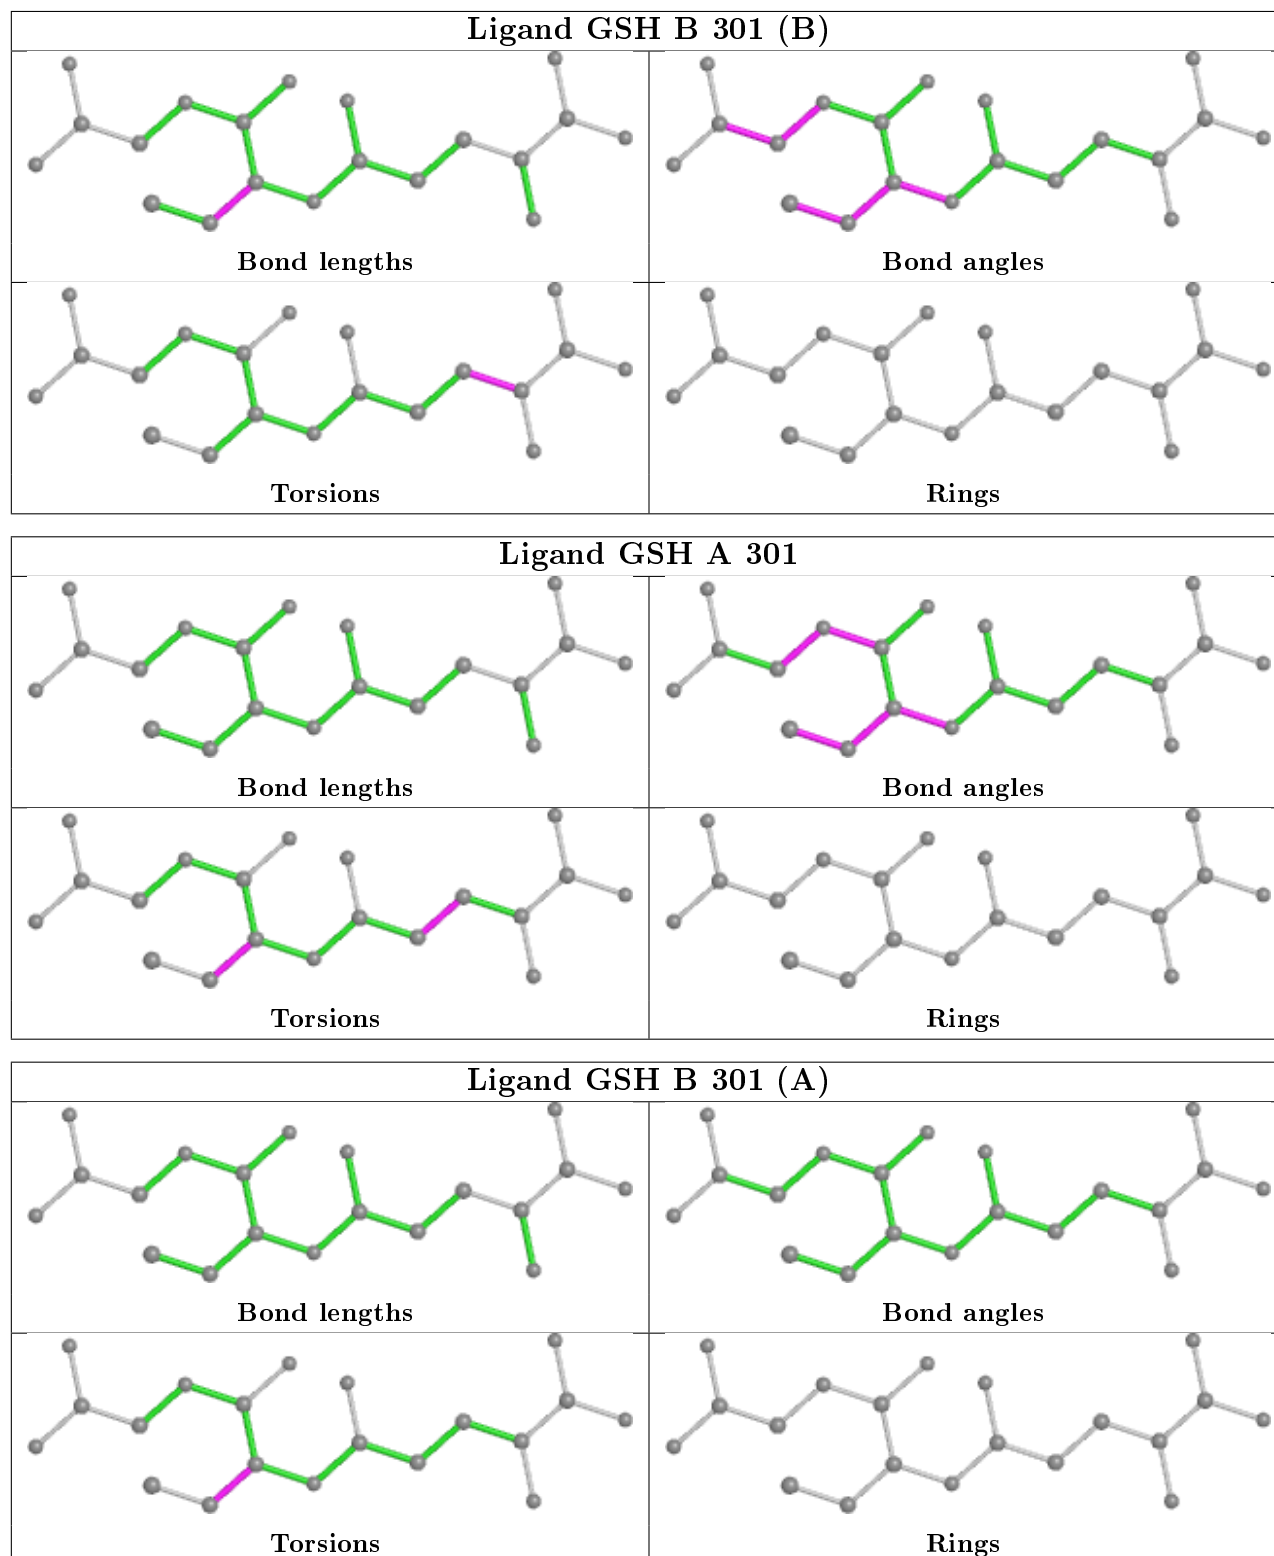 Ligand GSH B 301 (B)
Bond lengths
Bond angles
Torsions
Rings
Ligand GSH A 301
Bond lengths
Bond angles
Torsions
Rings
Ligand GSH B 301 (A)
Bond lengths
Bond angles
Torsions
Rings